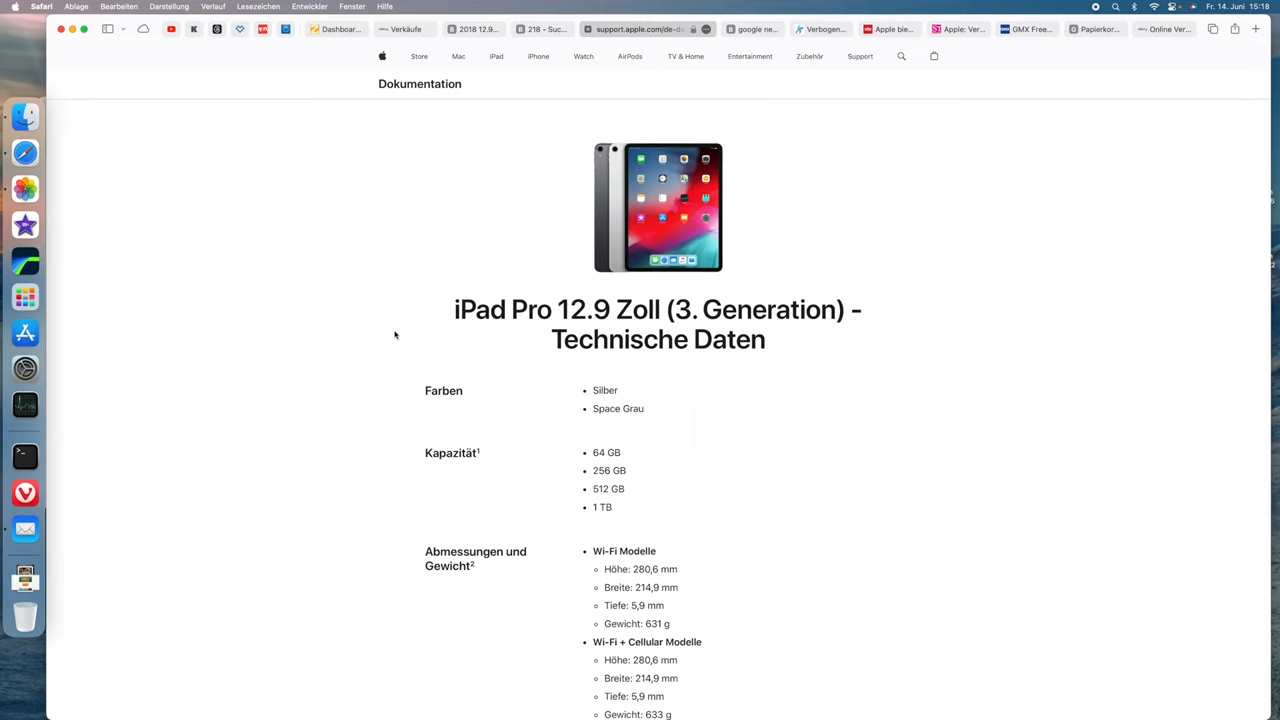 Safari Ablage Bearbeiten Darstellung Verlauf Lesezeichen Entwickler Fenster Hilfe Fr. 14. Juni 15:18
Dashboar... Verkäufe 2018 12.9... 218 – Suc... support.apple.com/de-d google ne... Verbogen... Apple bie... Apple: Ver... GMX Free... Papierkor... Online Ver...
Store Mac iPad iPhone Watch AirPods TV & Home Entertainment Zubehör Support
Dokumentation
iPad Pro 12.9 Zoll (3. Generation) -
Technische Daten
Farben
• Silber
• Space Grau
Kapazität¹
• 64 GB
• 256 GB
• 512 GB
• 1 TB
Abmessungen und
Gewicht²
• Wi-Fi Modelle
◦ Höhe: 280,6 mm
◦ Breite: 214,9 mm
◦ Tiefe: 5,9 mm
◦ Gewicht: 631 g
• Wi-Fi + Cellular Modelle
◦ Höhe: 280,6 mm
◦ Breite: 214,9 mm
◦ Tiefe: 5,9 mm
◦ Gewicht: 633 g